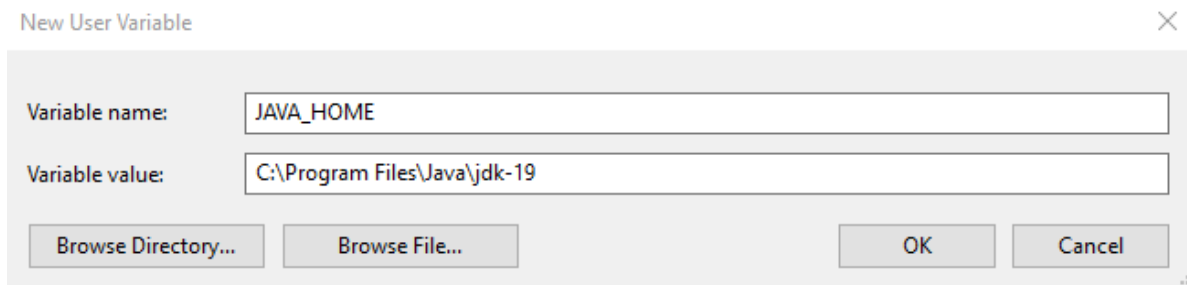 New User Variable
Variable name: JAVA_HOME
Variable value: C:\Program Files\Java\jdk-19
Browse Directory... Browse File... OK Cancel